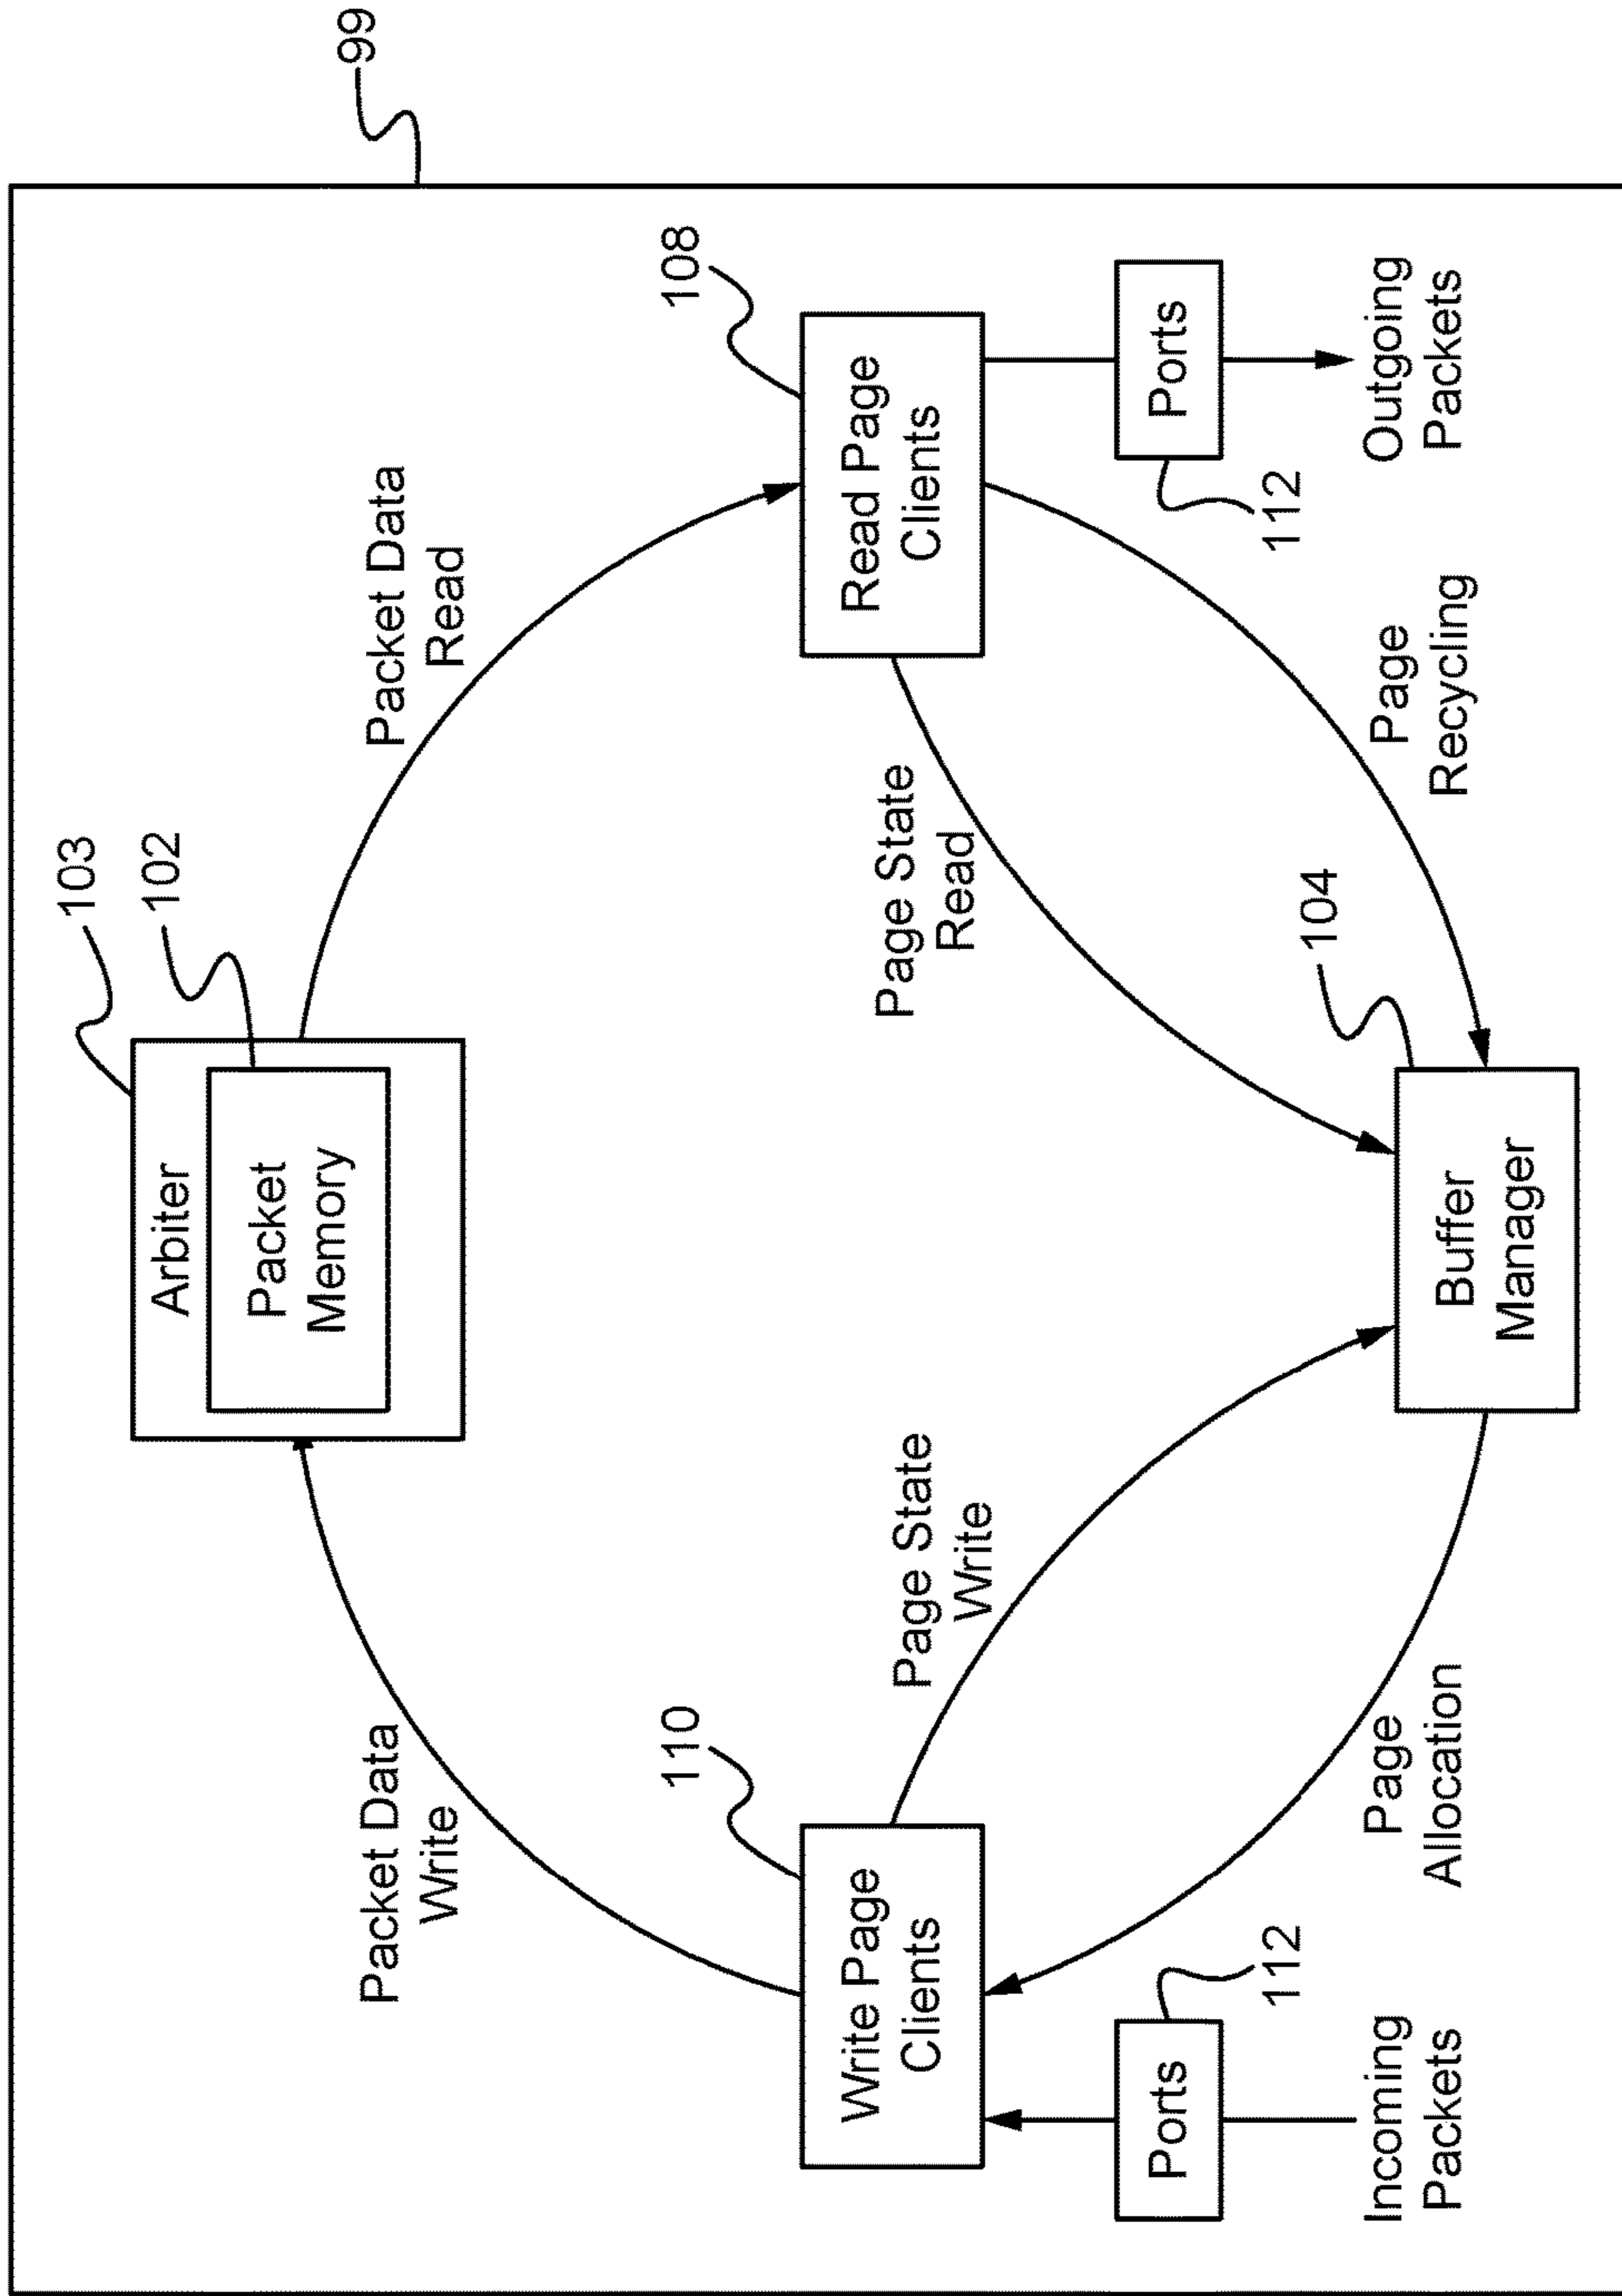 99
103
102
Arbiter
Packet
Memory
Packet Data
Write
Packet Data
Read
110
108
Write Page
Clients
Read Page
Clients
Page State
Write
Page State
Read
Ports
112
104
112
Ports
Incoming
Packets
Page
Allocation
Buffer
Manager
Page
Recycling
Outgoing
Packets